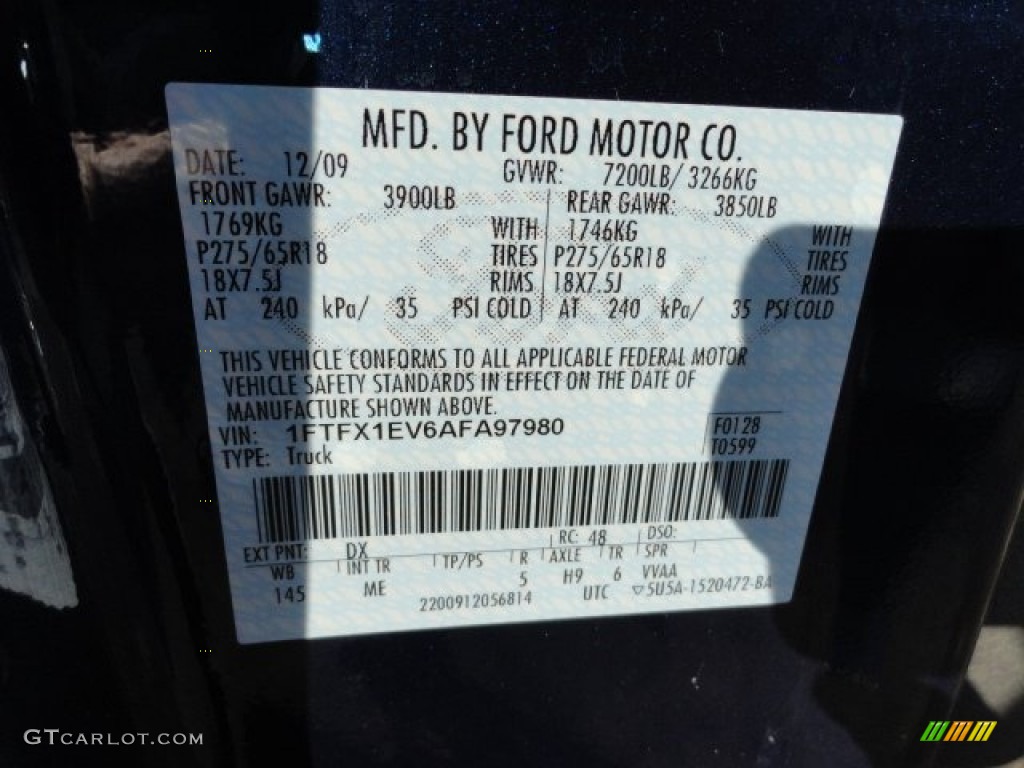 MFD. BY FORD MOTOR CO.
DATE: 12/09 GVWR: 7200LB/ 3266KG
FRONT GAWR: 3900LB REAR GAWR: 3850LB
1769KG WITH 1746KG WITH
P275/65R18 TIRES P275/65R18 TIRES
18X7.5J RIMS 18X7.5J RIMS
AT 240 kPa/ 35 PSI COLD AT 240 kPa/ 35 PSI COLD
THIS VEHICLE CONFORMS TO ALL APPLICABLE FEDERAL MOTOR
VEHICLE SAFETY STANDARDS IN EFFECT ON THE DATE OF
MANUFACTURE SHOWN ABOVE.
VIN: 1FTFX1EV6AFA97980 F0128
TYPE: Truck T0599
EXT PNT: DX RC: 48 DSO:
WB INT TR TP/PS R AXLE TR SPR
145 ME 5 H9 6 VVAA
2200912056814 UTC ▽5U5A-1520472-BA
GTCARLOT.COM